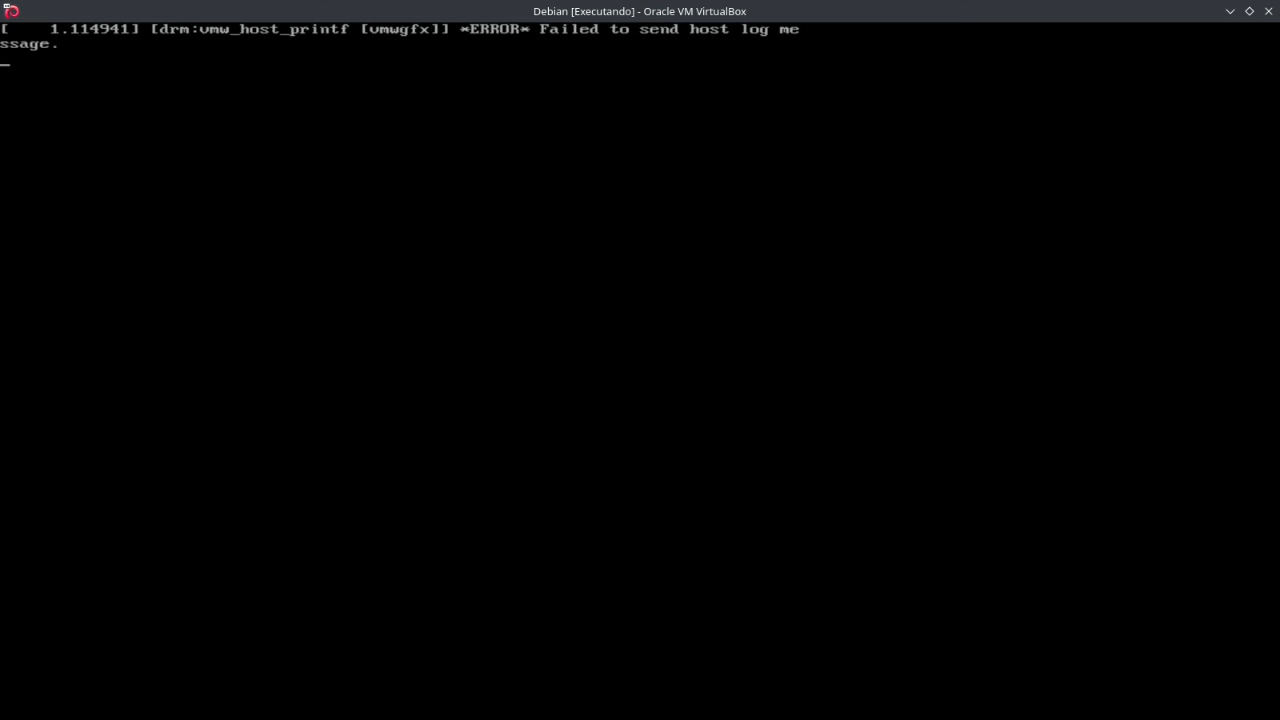 Debian [Executando] - Oracle VM VirtualBox
[    1.114941] [drm:vmw_host_printf [vmwgfx]] *ERROR* Failed to send host log me
ssage.